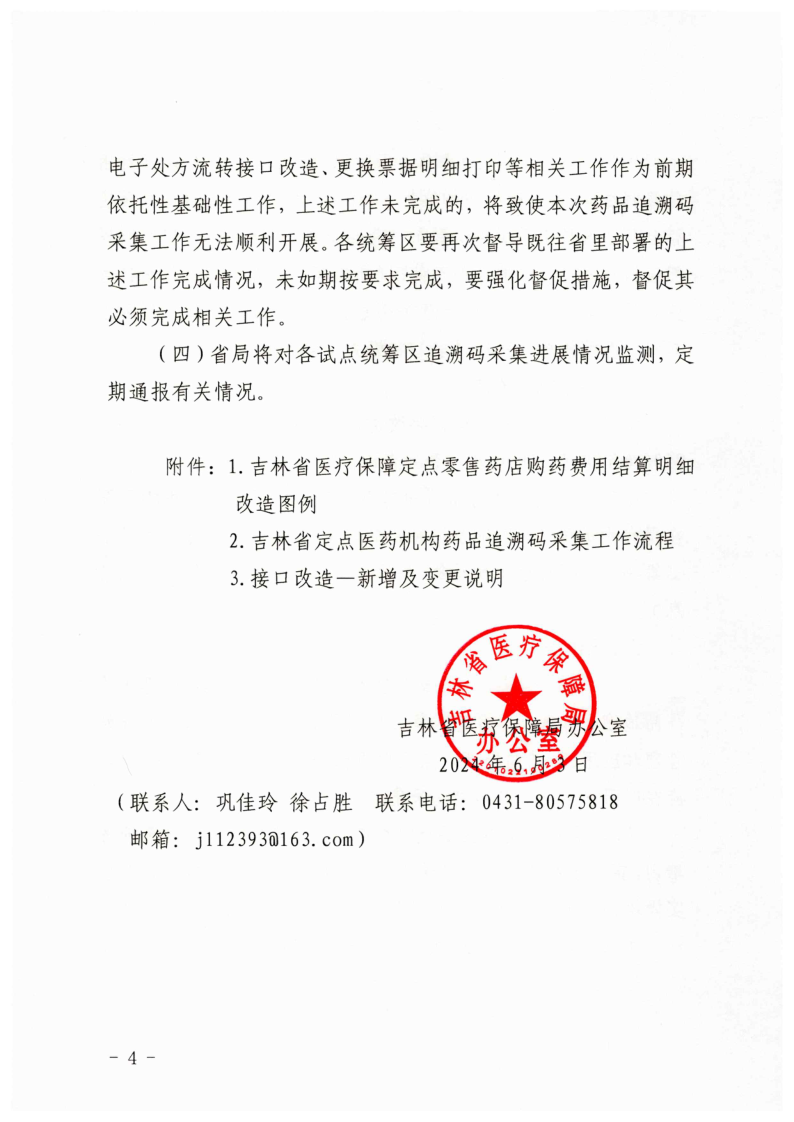 电子处方流转接口改造、更换票据明细打印等相关工作作为前期
依托性基础性工作，上述工作未完成的，将致使本次药品追溯码
采集工作无法顺利开展。各统筹区要再次督导既往省里部署的上
述工作完成情况，未如期按要求完成，要强化督促措施，督促其
必须完成相关工作。
（四）省局将对各试点统筹区追溯码采集进展情况监测，定
期通报有关情况。
附件：1.吉林省医疗保障定点零售药店购药费用结算明细
改造图例
2.吉林省定点医药机构药品追溯码采集工作流程
3.接口改造—新增及变更说明
吉林省医疗保障局
办公室
吉林省医疗保障局办公室
2024年6月3日
（联系人：巩佳玲 徐占胜 联系电话：0431-80575818
邮箱：jl12393@163.com）
- 4 -